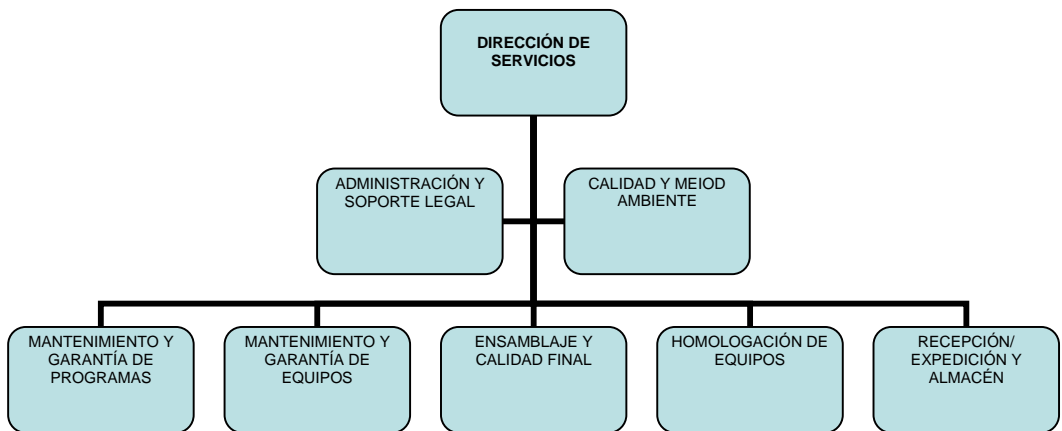 DIRECCIÓN DE
SERVICIOS
ADMINISTRACIÓN Y
SOPORTE LEGAL
CALIDAD Y MEIOD
AMBIENTE
MANTENIMIENTO Y
GARANTÍA DE
PROGRAMAS
MANTENIMIENTO Y
GARANTÍA DE
EQUIPOS
ENSAMBLAJE Y
CALIDAD FINAL
HOMOLOGACIÓN DE
EQUIPOS
RECEPCIÓN/
EXPEDICIÓN Y
ALMACÉN